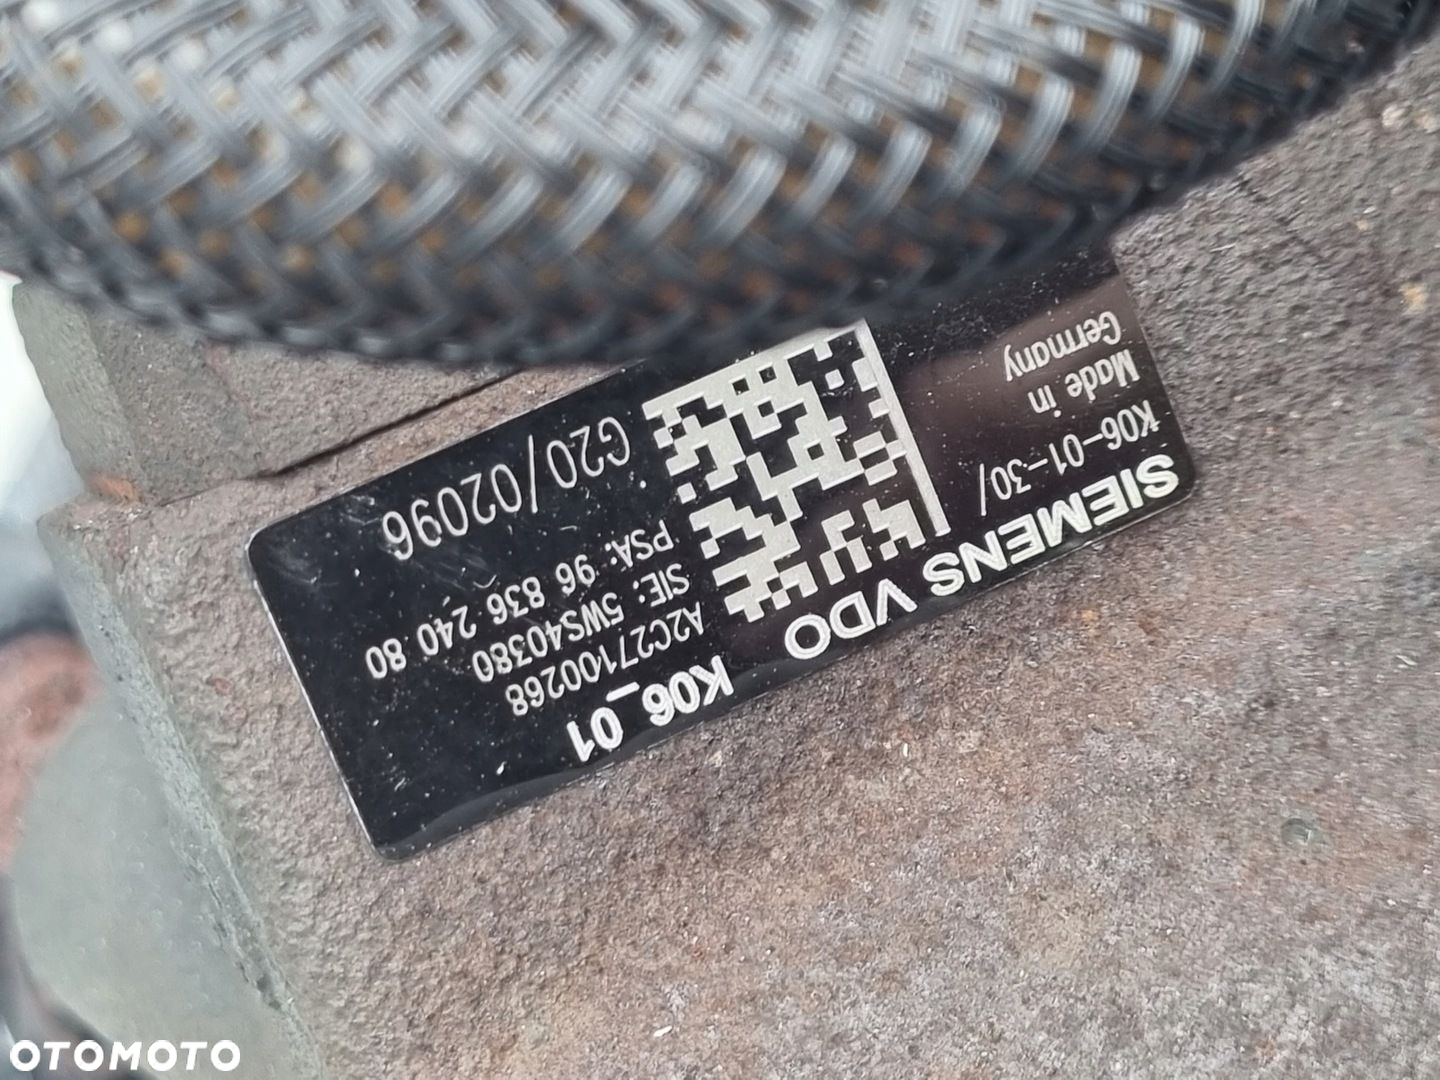 SIEMENS VDO K06_01
K06-01-30/
Made in
Germany
A2C27100268
SIE: 5WS40380
PSA: 96 836 240.80
G20/02096
OTOMOTO